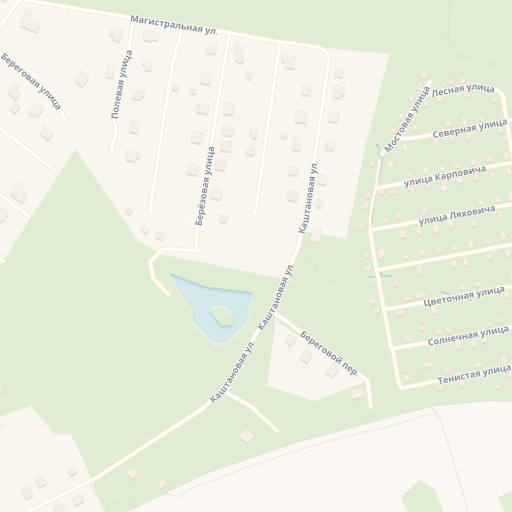 Магистральная ул.
Береговая улица
Полевая улица
Берёзовая улица
Каштановая ул.
Мостовая улица
Лесная улица
Северная улица
улица Карповича
улица Ляховича
Цветочная улица
Солнечная улица
Тенистая улица
Каштановая ул.
Каштановая ул.
Береговой пер.